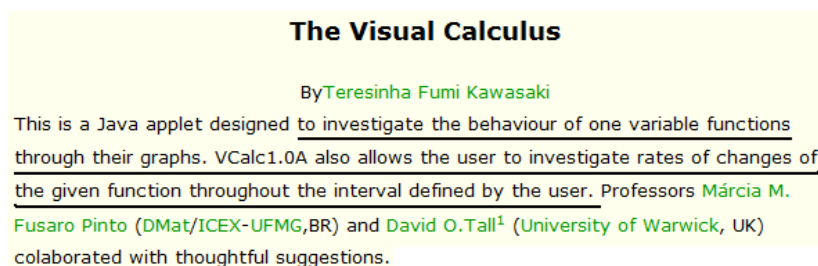 The Visual Calculus
ByTeresinha Fumi Kawasaki
This is a Java applet designed to investigate the behaviour of one variable functions
through their graphs. VCalc1.0A also allows the user to investigate rates of changes of
the given function throughout the interval defined by the user. Professors Márcia M.
Fusaro Pinto (DMat/ICEX-UFMG,BR) and David O.Tall¹ (University of Warwick, UK)
colaborated with thoughtful suggestions.